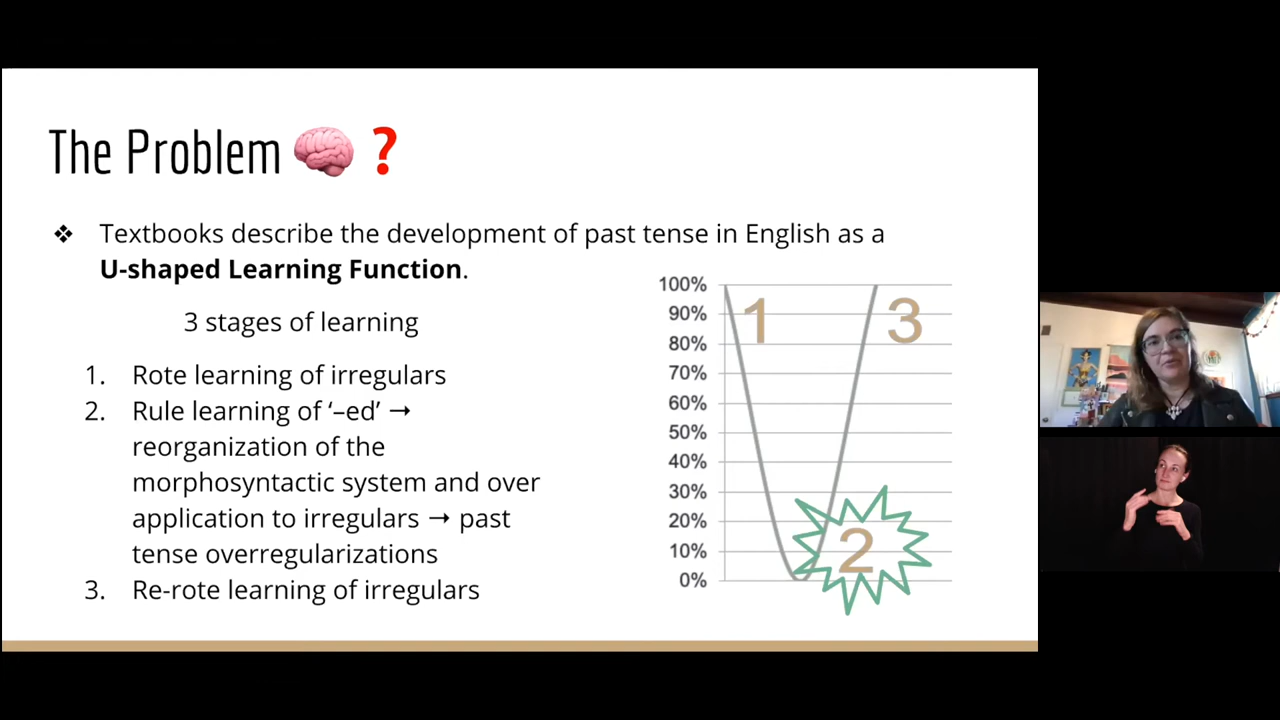 The Problem 🧠❓
❖ Textbooks describe the development of past tense in English as a
U-shaped Learning Function.
3 stages of learning
1. Rote learning of irregulars
2. Rule learning of ‘–ed’ →
reorganization of the
morphosyntactic system and over
application to irregulars → past
tense overregularizations
3. Re-rote learning of irregulars
100%
90%
80%
70%
60%
50%
40%
30%
20%
10%
0%
1
3
2